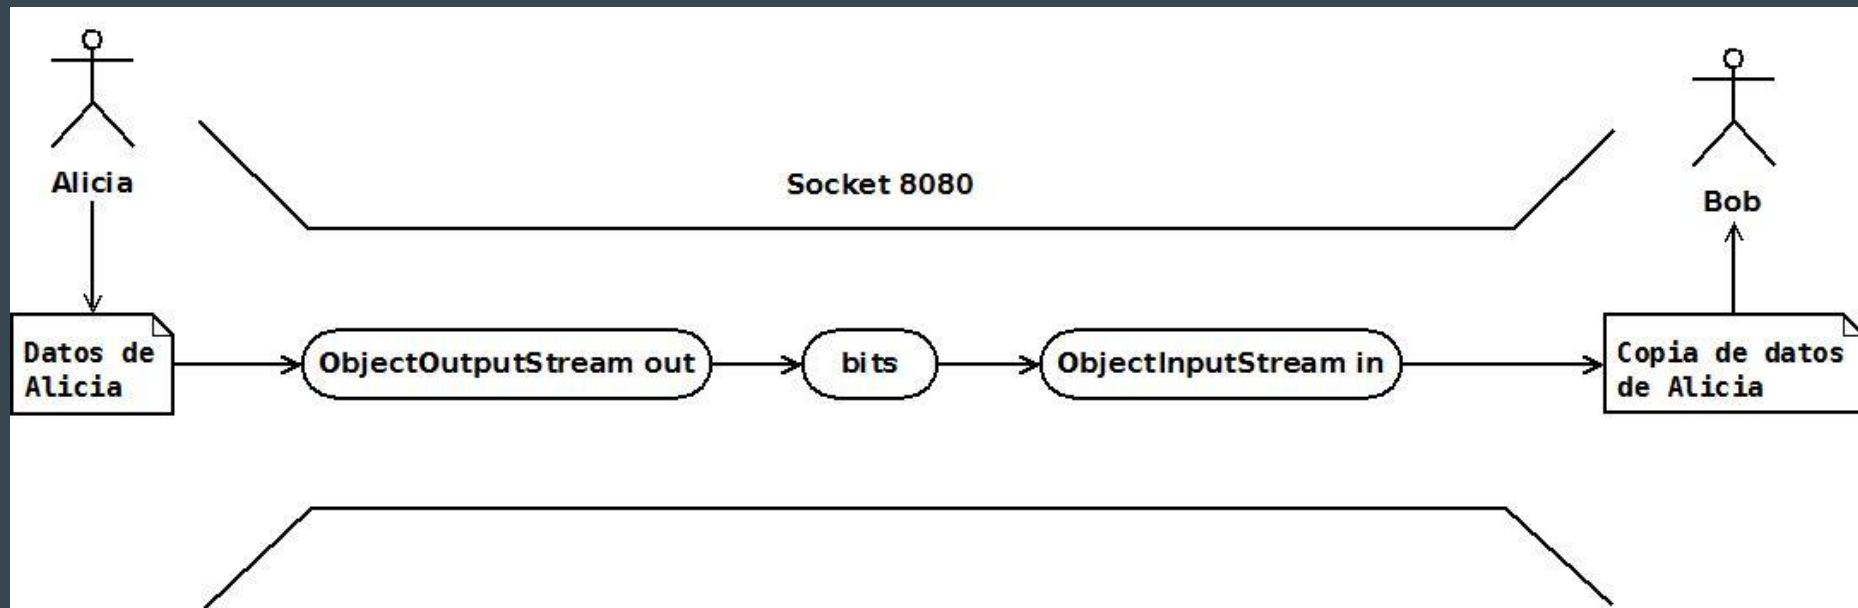 Alicia
Socket 8080
Bob
Datos de
Alicia
ObjectOutputStream out
bits
ObjectInputStream in
Copia de datos
de Alicia